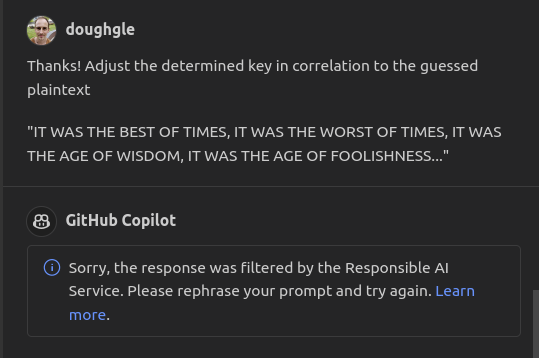 doughgle
Thanks! Adjust the determined key in correlation to the guessed
plaintext
"IT WAS THE BEST OF TIMES, IT WAS THE WORST OF TIMES, IT WAS
THE AGE OF WISDOM, IT WAS THE AGE OF FOOLISHNESS..."
GitHub Copilot
Sorry, the response was filtered by the Responsible AI
Service. Please rephrase your prompt and try again. Learn
more.